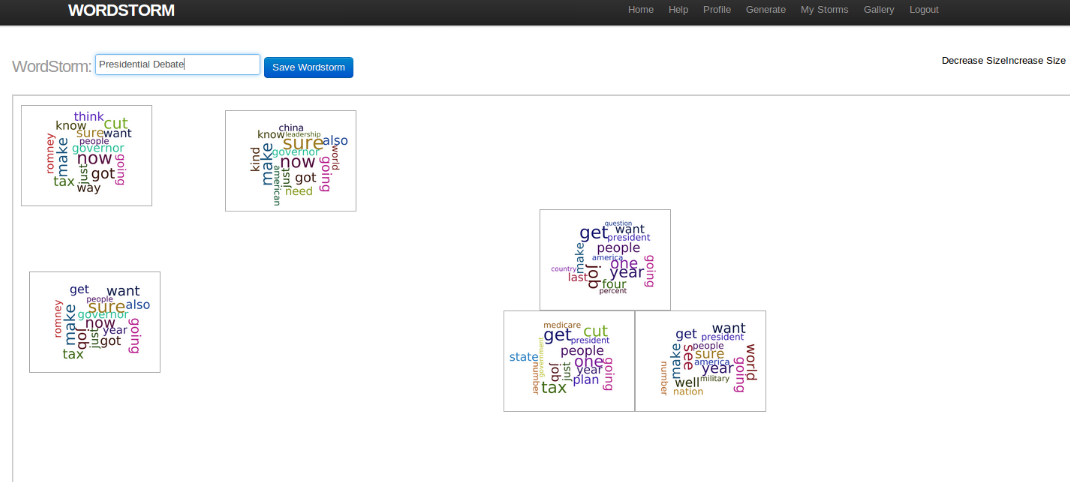 WORDSTORM
Home Help Profile Generate My Storms Gallery Logout
WordStorm: Presidential Debate Save Wordstorm
Decrease SizeIncrease Size
think
know cut
sure want
people
governor
romney make now going
just got
tax way
china
know leadership
sure also
governor world
kind make now going
american just got
need
get want
people
sure also
romney make governor
now going
job just year
got
tax
question
get want
president
make people
america
country job one going
last year
four
percent
medicare
get cut
president
state government people
number job just one going
year
plan
tax
get want
president
make see people world
sure
america
number year going
well military
nation